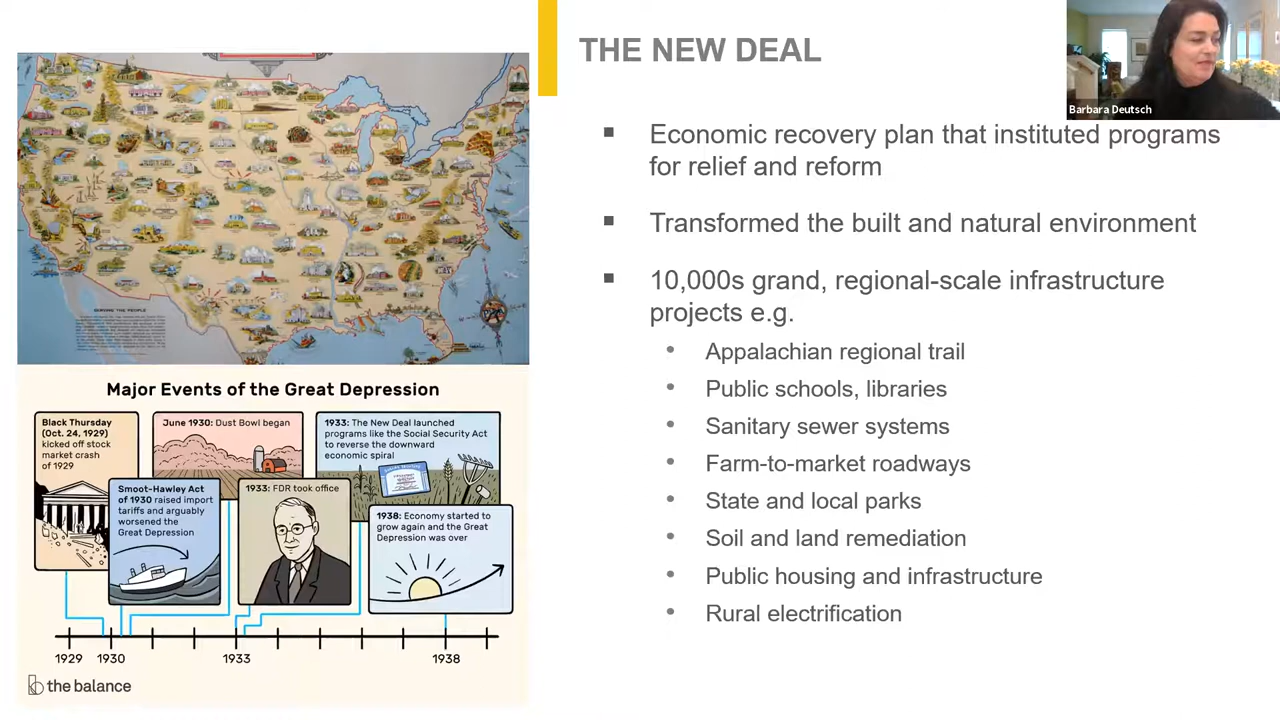 THE NEW DEAL
Barbara Deutsch
Economic recovery plan that instituted programs
for relief and reform
Transformed the built and natural environment
10,000s grand, regional-scale infrastructure
projects e.g.
Appalachian regional trail
Public schools, libraries
Sanitary sewer systems
Farm-to-market roadways
State and local parks
Soil and land remediation
Public housing and infrastructure
Rural electrification
SERVING THE PEOPLE
Major Events of the Great Depression
Black Thursday
(Oct. 24, 1929)
kicked off stock
market crash
of 1929
Smoot-Hawley Act
of 1930 raised import
tariffs and arguably
worsened the
Great Depression
June 1930: Dust Bowl began
1933: FDR took office
1933: The New Deal launched
programs like the Social Security Act
to reverse the downward
economic spiral
1938: Economy started to
grow again and the Great
Depression was over
1929 1930 1933 1938
the balance